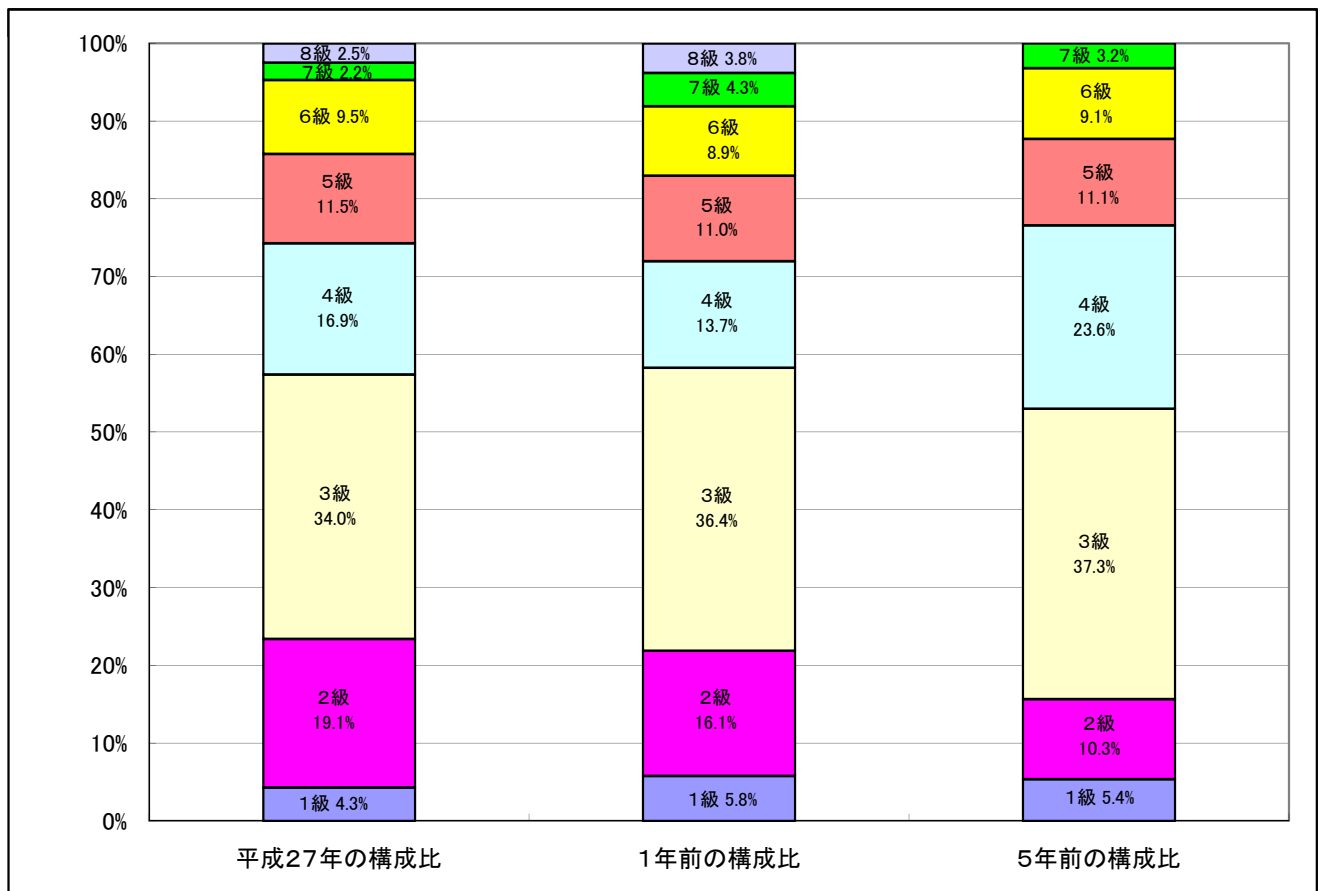 100%
90%
80%
70%
60%
50%
40%
30%
20%
10%
0%
8級 2.5%
7級 2.2%
6級 9.5%
5級
11.5%
4級
16.9%
3級
34.0%
2級
19.1%
1級 4.3%
8級 3.8%
7級 4.3%
6級
8.9%
5級
11.0%
4級
13.7%
3級
36.4%
2級
16.1%
1級 5.8%
7級 3.2%
6級
9.1%
5級
11.1%
4級
23.6%
3級
37.3%
2級
10.3%
1級 5.4%
平成27年の構成比
1年前の構成比
5年前の構成比